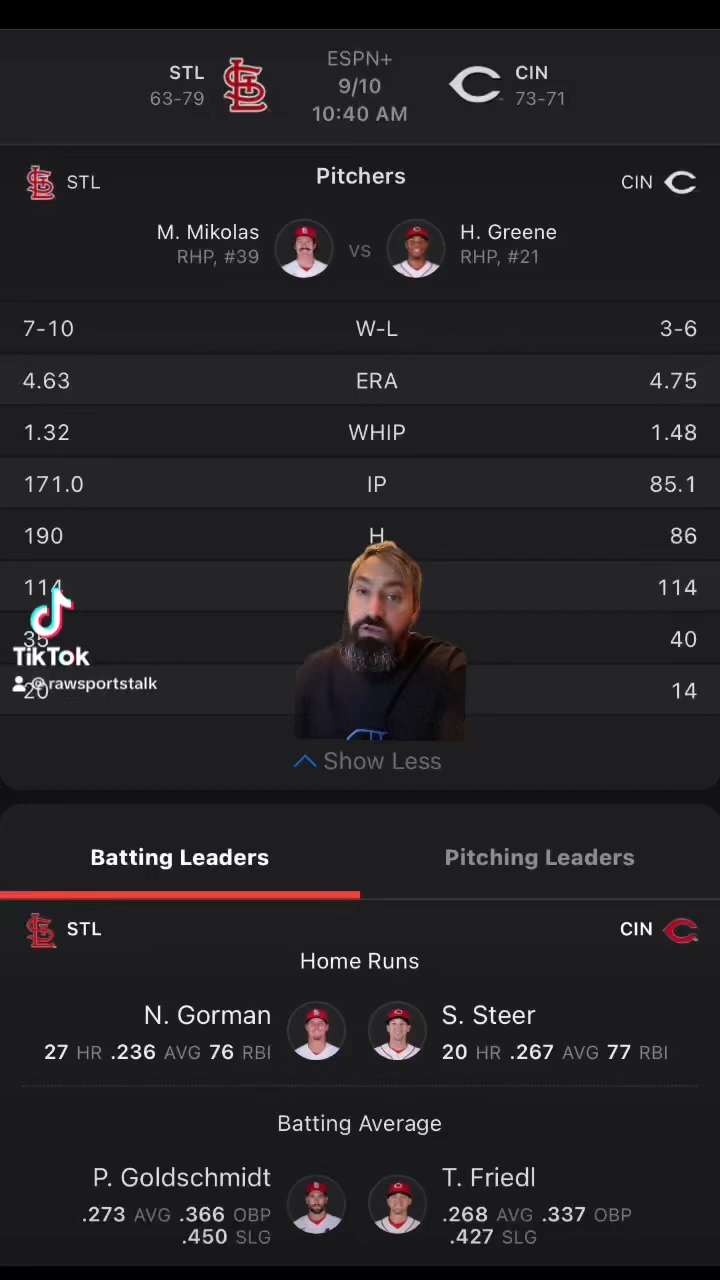 STL
63-79
ESPN+
9/10
10:40 AM
CIN
73-71
STL
Pitchers
CIN
M. Mikolas
RHP, #39
VS
H. Greene
RHP, #21
7-10 W-L 3-6
4.63 ERA 4.75
1.32 WHIP 1.48
171.0 IP 85.1
190 H 86
114 114
35 40
20 14
TikTok
@rawsportstalk
Show Less
Batting Leaders
Pitching Leaders
STL
CIN
Home Runs
N. Gorman
27 HR .236 AVG 76 RBI
S. Steer
20 HR .267 AVG 77 RBI
Batting Average
P. Goldschmidt
.273 AVG .366 OBP
.450 SLG
T. Friedl
.268 AVG .337 OBP
.427 SLG